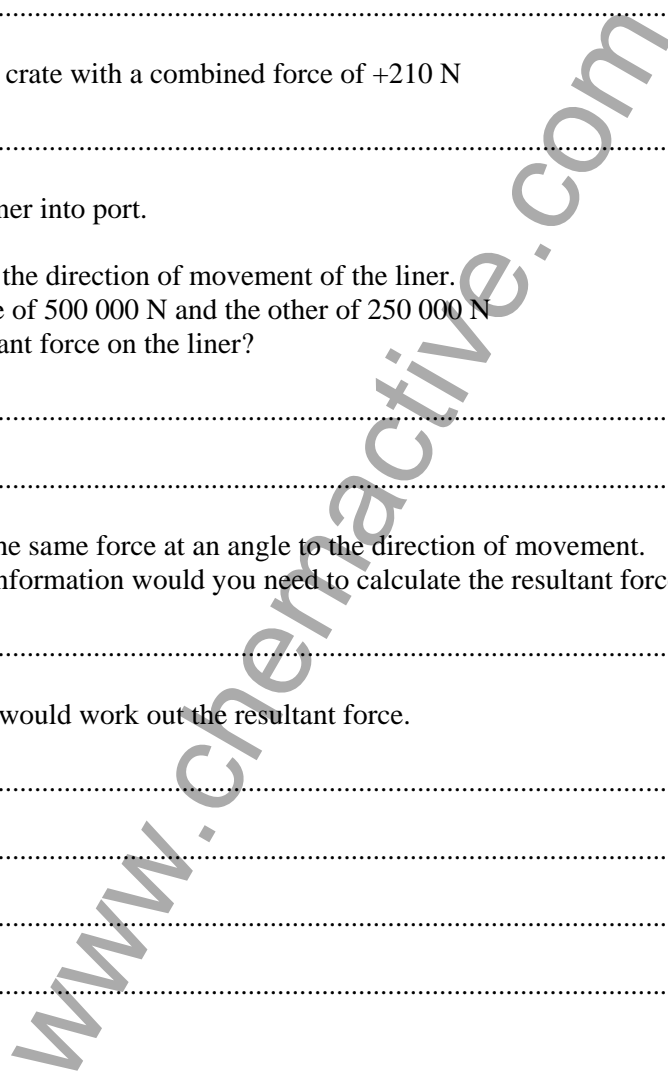 crate with a combined force of +210 N
ner into port.
the direction of movement of the liner.
e of 500 000 N and the other of 250 000 N
ant force on the liner?
ne same force at an angle to the direction of movement.
nformation would you need to calculate the resultant forc
would work out the resultant force.
www.chemactive.com